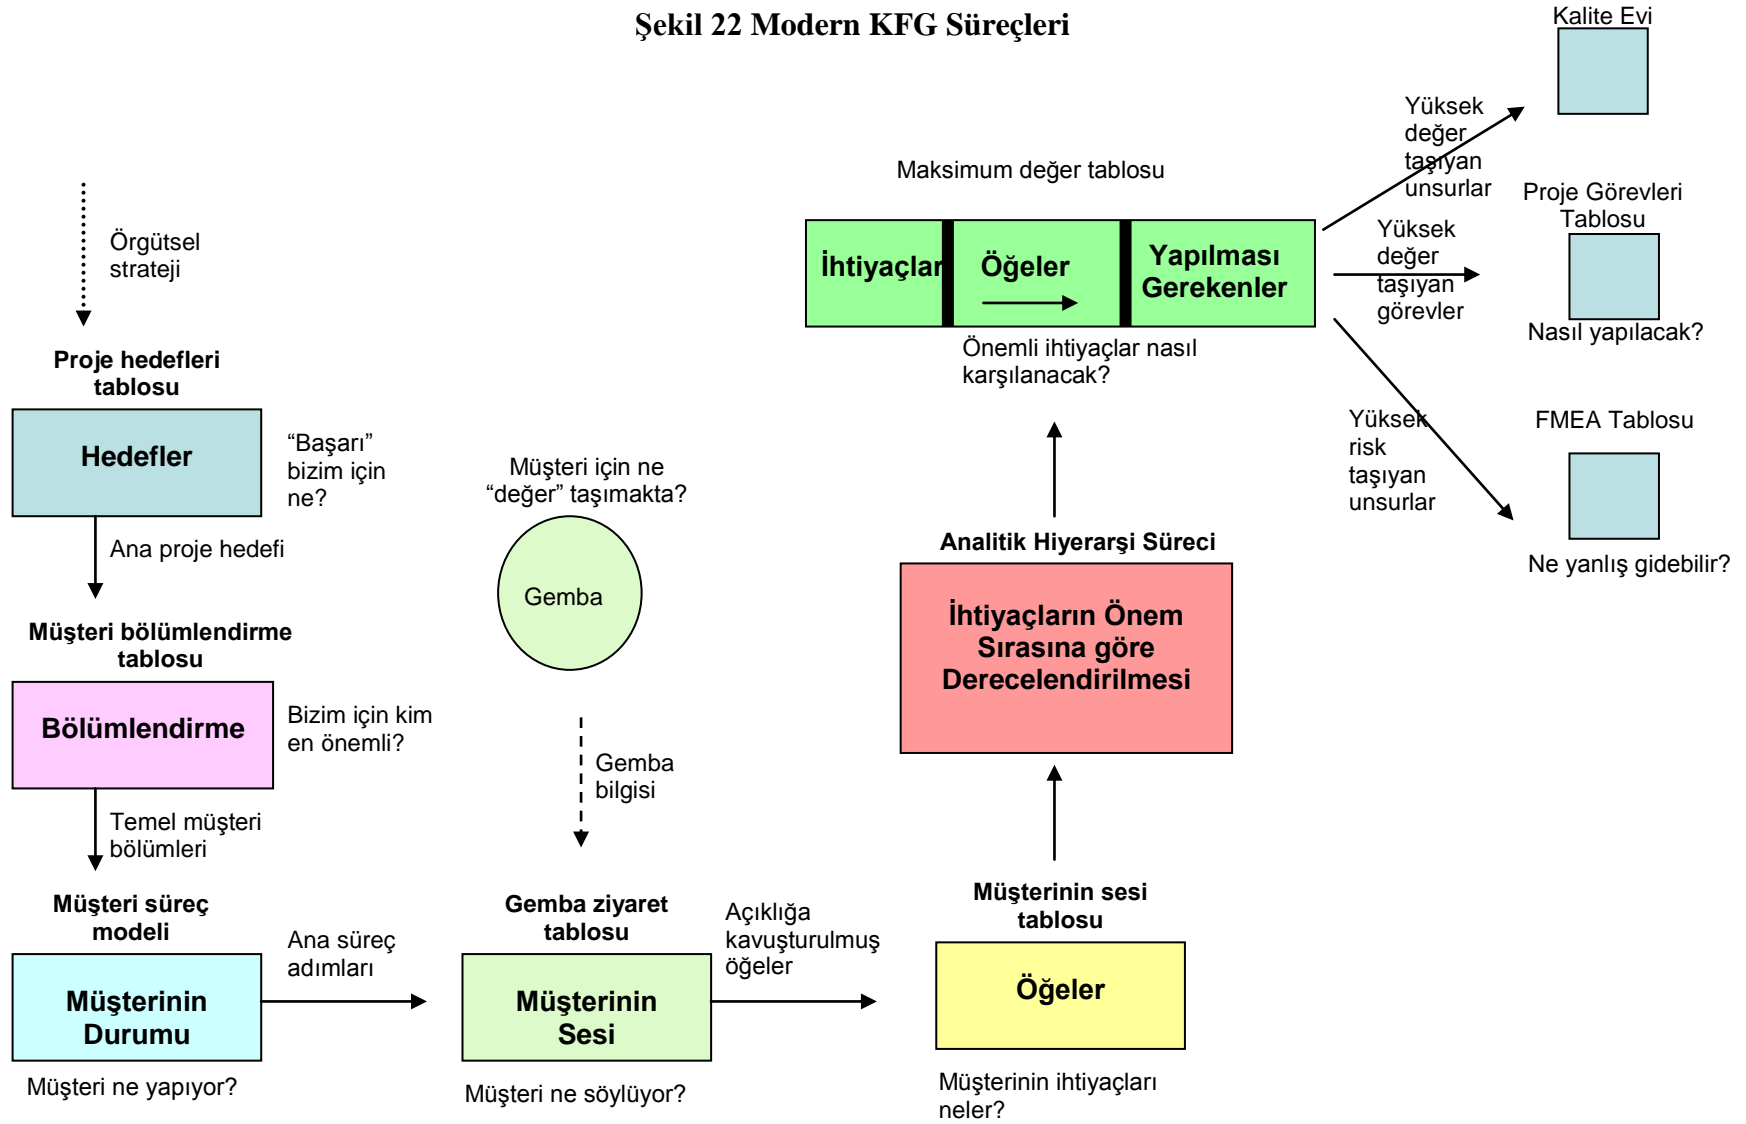 Şekil 22 Modern KFG Süreçleri
Örgütsel
strateji
Proje hedefleri
tablosu
Hedefler
“Başarı”
bizim için
ne?
Ana proje hedefi
Müşteri bölümlendirme
tablosu
Bölümlendirme
Bizim için kim
en önemli?
Temel müşteri
bölümleri
Müşteri süreç
modeli
Müşterinin
Durumu
Müşteri ne yapıyor?
Ana süreç
adımları
Müşteri için ne
“değer” taşımakta?
Gemba
Gemba
bilgisi
Gemba ziyaret
tablosu
Müşterinin
Sesi
Müşteri ne söylüyor?
Açıklığa
kavuşturulmuş
öğeler
Müşterinin sesi
tablosu
Öğeler
Müşterinin ihtiyaçları
neler?
Analitik Hiyerarşi Süreci
İhtiyaçların Önem
Sırasına göre
Derecelendirilmesi
Maksimum değer tablosu
İhtiyaçlar
Öğeler
Yapılması
Gerekenler
Önemli ihtiyaçlar nasıl
karşılanacak?
Yüksek
değer
taşıyan
unsurlar
Kalite Evi
Yüksek
değer
taşıyan
görevler
Proje Görevleri
Tablosu
Nasıl yapılacak?
Yüksek
risk
taşıyan
unsurlar
FMEA Tablosu
Ne yanlış gidebilir?